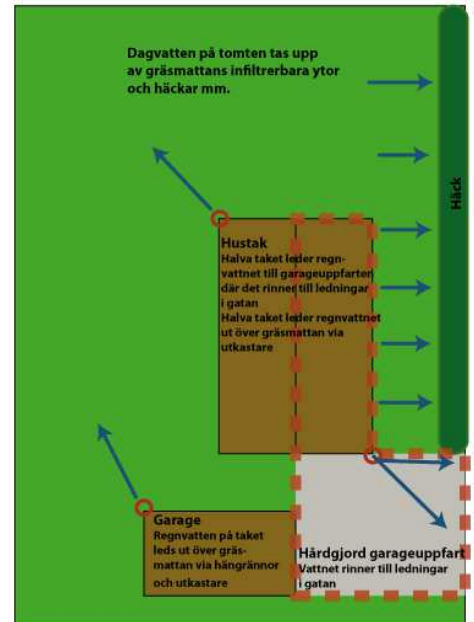 Dagvatten på tomten tas upp
av gräsmattans infiltrerbara ytor
och häckar mm.
Häck
Hustak
Halva taket leder regn-
vattnet till garageuppfarten
där det rinner till ledningar
i gatan
Halva taket leder regnvattnet
ut över gräsmattan via
utkastare
Garage
Regnvatten på taket
leds ut över gräs-
mattan via hängrännor
och utkastare
Hårdgjord garageuppfart
Vattnet rinner till ledningar
i gatan